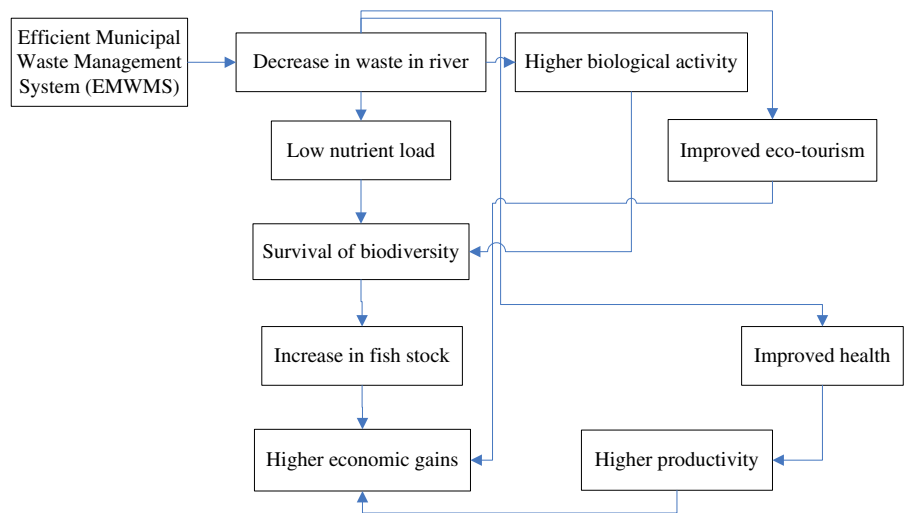 Efficient Municipal
Waste Management
System (EMWMS)
Decrease in waste in river
Higher biological activity
Low nutrient load
Improved eco-tourism
Survival of biodiversity
Increase in fish stock
Improved health
Higher economic gains
Higher productivity